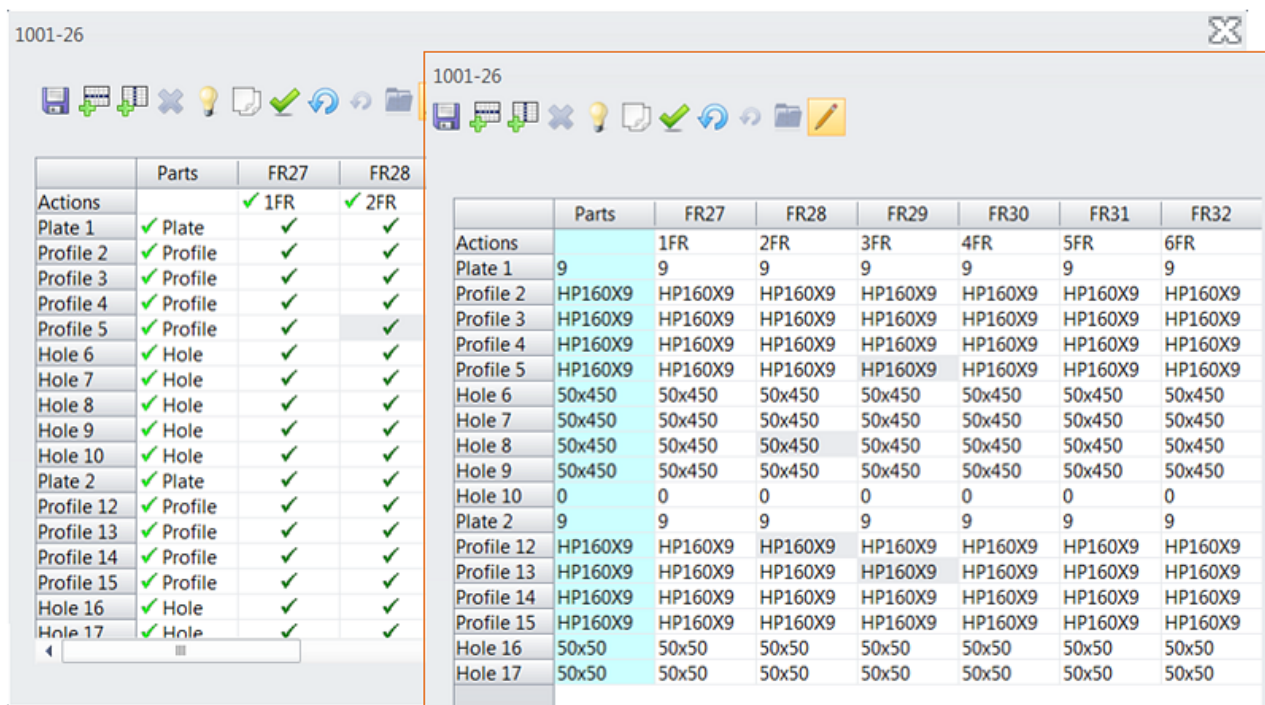 1001-26
Parts FR27 FR28
Actions 1FR 2FR
Plate 1 Plate
Profile 2 Profile
Profile 3 Profile
Profile 4 Profile
Profile 5 Profile
Hole 6 Hole
Hole 7 Hole
Hole 8 Hole
Hole 9 Hole
Hole 10 Hole
Plate 2 Plate
Profile 12 Profile
Profile 13 Profile
Profile 14 Profile
Profile 15 Profile
Hole 16 Hole
Hole 17 Hole
1001-26
Parts FR27 FR28 FR29 FR30 FR31 FR32
Actions 1FR 2FR 3FR 4FR 5FR 6FR
Plate 1 9 9 9 9 9 9 9
Profile 2 HP160X9 HP160X9 HP160X9 HP160X9 HP160X9 HP160X9 HP160X9
Profile 3 HP160X9 HP160X9 HP160X9 HP160X9 HP160X9 HP160X9 HP160X9
Profile 4 HP160X9 HP160X9 HP160X9 HP160X9 HP160X9 HP160X9 HP160X9
Profile 5 HP160X9 HP160X9 HP160X9 HP160X9 HP160X9 HP160X9 HP160X9
Hole 6 50x450 50x450 50x450 50x450 50x450 50x450 50x450
Hole 7 50x450 50x450 50x450 50x450 50x450 50x450 50x450
Hole 8 50x450 50x450 50x450 50x450 50x450 50x450 50x450
Hole 9 50x450 50x450 50x450 50x450 50x450 50x450 50x450
Hole 10 0 0 0 0 0 0 0
Plate 2 9 9 9 9 9 9 9
Profile 12 HP160X9 HP160X9 HP160X9 HP160X9 HP160X9 HP160X9 HP160X9
Profile 13 HP160X9 HP160X9 HP160X9 HP160X9 HP160X9 HP160X9 HP160X9
Profile 14 HP160X9 HP160X9 HP160X9 HP160X9 HP160X9 HP160X9 HP160X9
Profile 15 HP160X9 HP160X9 HP160X9 HP160X9 HP160X9 HP160X9 HP160X9
Hole 16 50x50 50x50 50x50 50x50 50x50 50x50 50x50
Hole 17 50x50 50x50 50x50 50x50 50x50 50x50 50x50